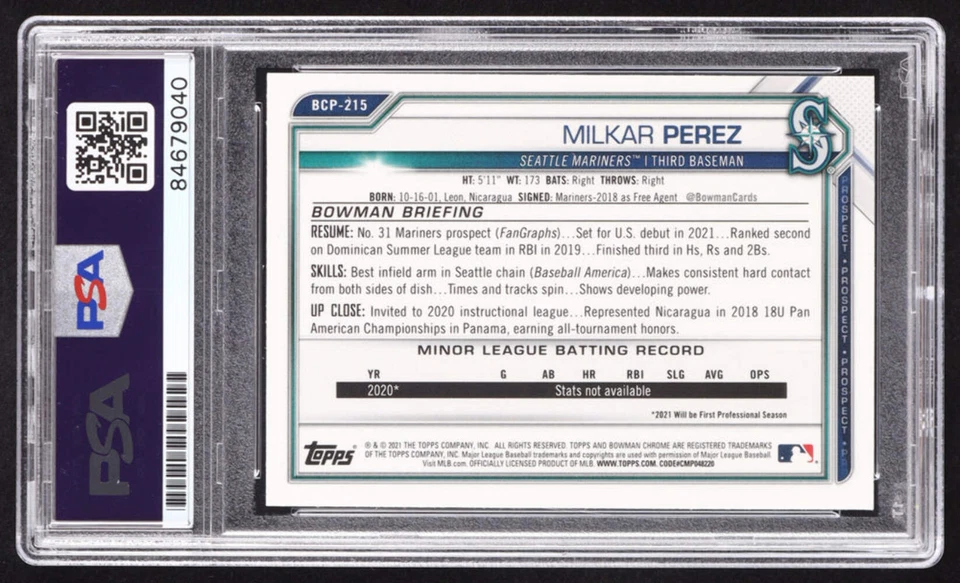 84679040
PSA
PSA
BCP-215
MILKAR PEREZ
S
SEATTLE MARINERS™ | THIRD BASEMAN
HT: 5'11" WT: 173 BATS: Right THROWS: Right
BORN: 10-16-01, Leon, Nicaragua SIGNED: Mariners-2018 as Free Agent @BowmanCards
BOWMAN BRIEFING
RESUME: No. 31 Mariners prospect (FanGraphs)...Set for U.S. debut in 2021...Ranked second
on Dominican Summer League team in RBI in 2019...Finished third in Hs, Rs and 2Bs.
SKILLS: Best infield arm in Seattle chain (Baseball America)...Makes consistent hard contact
from both sides of dish...Times and tracks spin...Shows developing power.
UP CLOSE: Invited to 2020 instructional league...Represented Nicaragua in 2018 18U Pan
American Championships in Panama, earning all-tournament honors.
MINOR LEAGUE BATTING RECORD
YR G AB HR RBI SLG AVG OPS
2020* Stats not available
*2021 Will be First Professional Season
Topps
® & © 2021 THE TOPPS COMPANY, INC. ALL RIGHTS RESERVED. TOPPS AND BOWMAN CHROME ARE REGISTERED TRADEMARKS
OF THE TOPPS COMPANY, INC. Major League Baseball trademarks and copyrights are used with permission of Major League Baseball.
Visit MLB.com. OFFICIALLY LICENSED PRODUCT OF MLB. WWW.TOPPS.COM. CODE#CMP048220
PROSPECT • PROSPECT • PROSPECT • PROSPECT • P